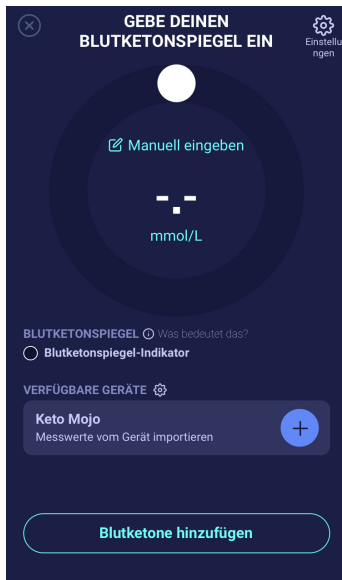 GEBE DEINEN
BLUTKETONSPIEGEL EIN
Einstellu
ngen
Manuell eingeben
-.-
mmol/L
BLUTKETONSPIEGEL Was bedeutet das?
Blutketonspiegel-Indikator
VERFÜGBARE GERÄTE
Keto Mojo
Messwerte vom Gerät importieren
Blutketone hinzufügen